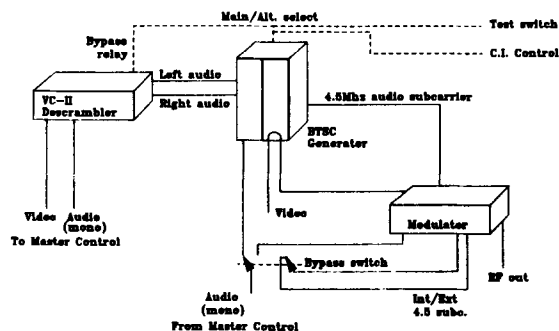 Main/Alt. select
Test switch
Bypass
relay
C.I. Control
Left audio
VC-II
Descrambler
Right audio
4.5Mhz audio subcarrier
BTSC
Generator
Video
Audio
(mono)
To Master Control
Video
Modulator
Bypass switch
RF out
Audio
(mono)
From Master Control
Int/Ext
4.5 subc.